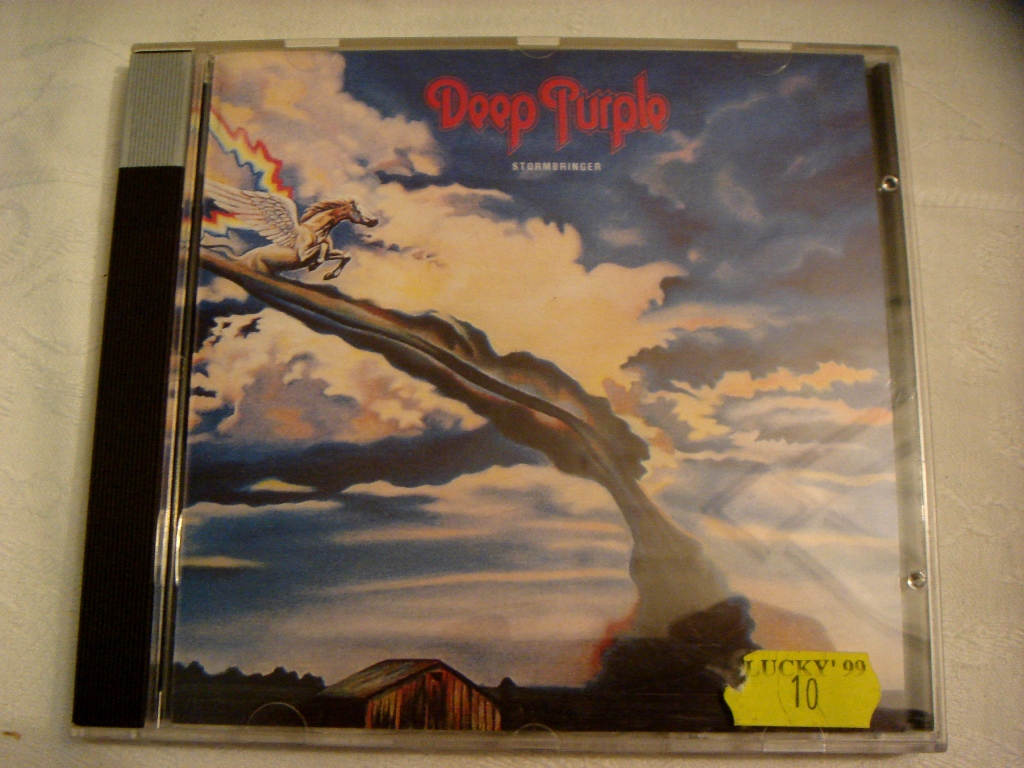 Deep Purple
STORMBRINGER
LUCKY' 99
10